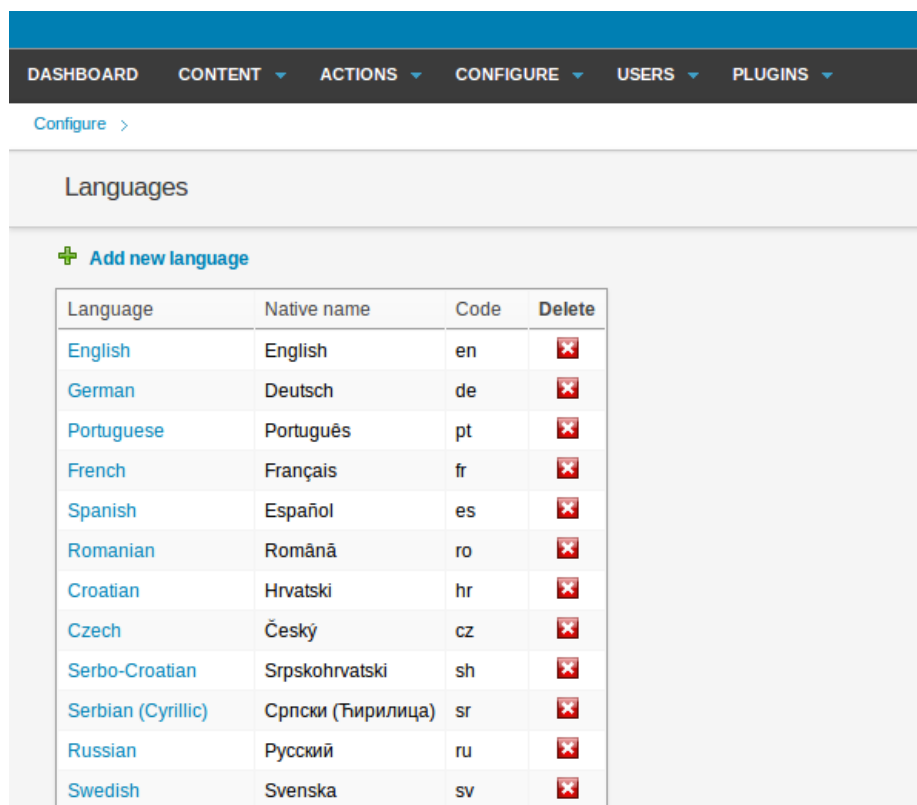 DASHBOARD CONTENT ACTIONS CONFIGURE USERS PLUGINS
Configure >
Languages
Add new language
Language Native name Code Delete
English English en
German Deutsch de
Portuguese Português pt
French Français fr
Spanish Español es
Romanian Română ro
Croatian Hrvatski hr
Czech Český cz
Serbo-Croatian Srpskohrvatski sh
Serbian (Cyrillic) Српски (Ћирилица) sr
Russian Русский ru
Swedish Svenska sv